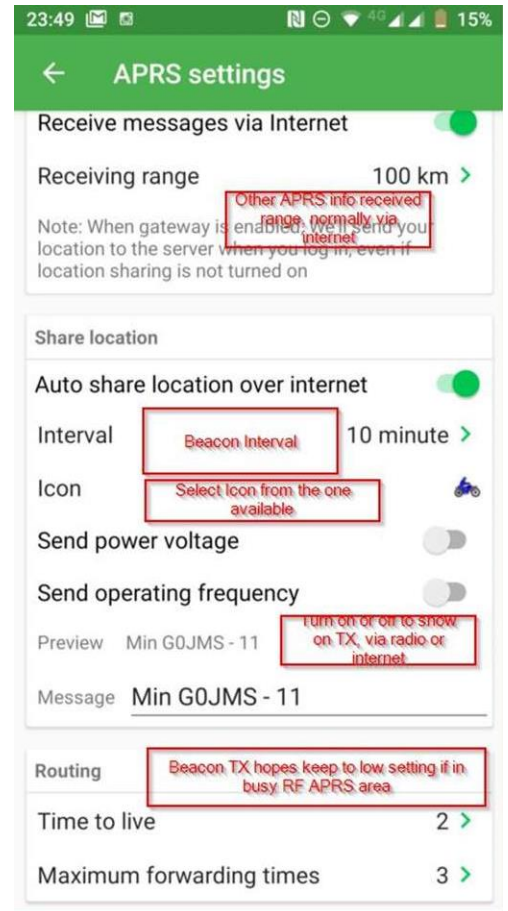 23:49 4G 15%
APRS settings
Receive messages via Internet
Receiving range 100 km >
Other APRS info received
range, normally via
internet
Note: When gateway is enabled, we'll send your
location to the server when you log in, even if
location sharing is not turned on
Share location
Auto share location over internet
Interval 10 minute >
Beacon Interval
Icon
Select Icon from the one
available
Send power voltage
Send operating frequency
Turn on or off to show
on TX, via radio or
internet
Preview Min G0JMS - 11
Message Min G0JMS - 11
Routing
Beacon TX hopes keep to low setting if in
busy RF APRS area
Time to live 2 >
Maximum forwarding times 3 >